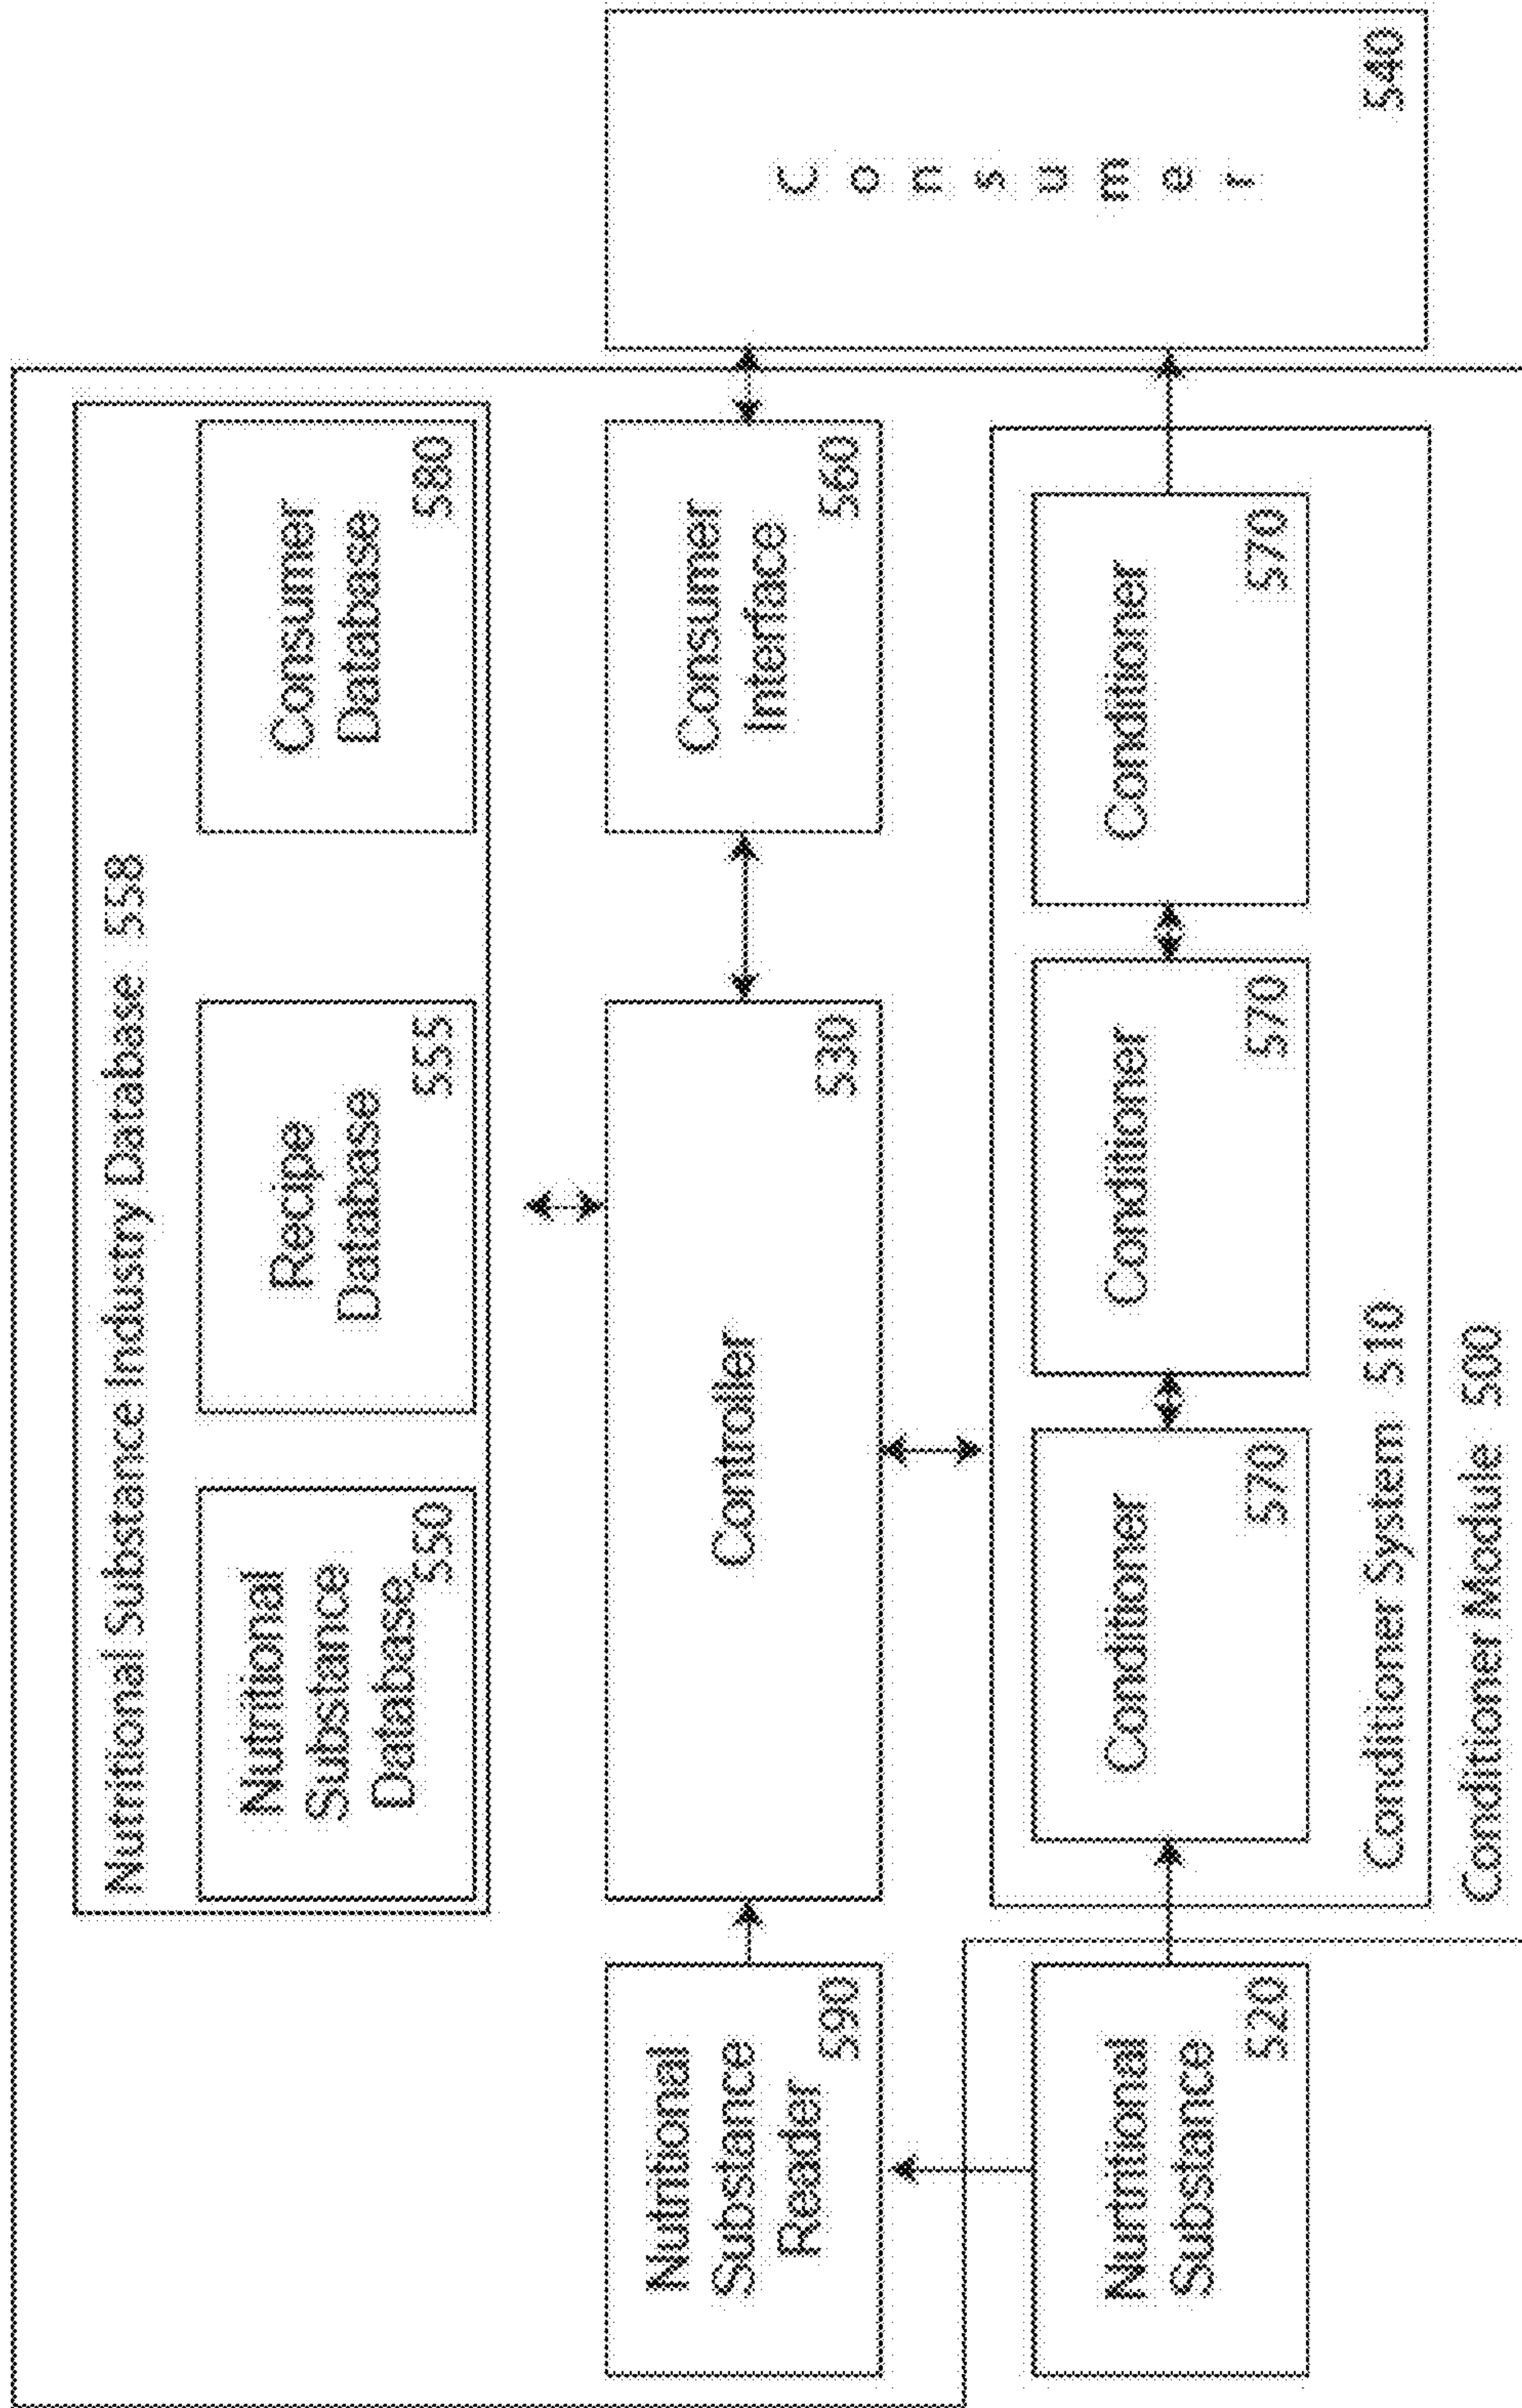 Nutritional Substance Industry Database 558
Nutritional
Substance
Database
550
Recipe
Database
555
Consumer
Database
580
Nutritional
Substance
Reader
590
Controller
530
Consumer
Interface
560
C
o
n
s
u
m
e
r
540
Nurtritional
Substance
520
Conditioner
570
Conditioner
570
Conditioner
570
Conditioner System 510
Conditioner Module 500